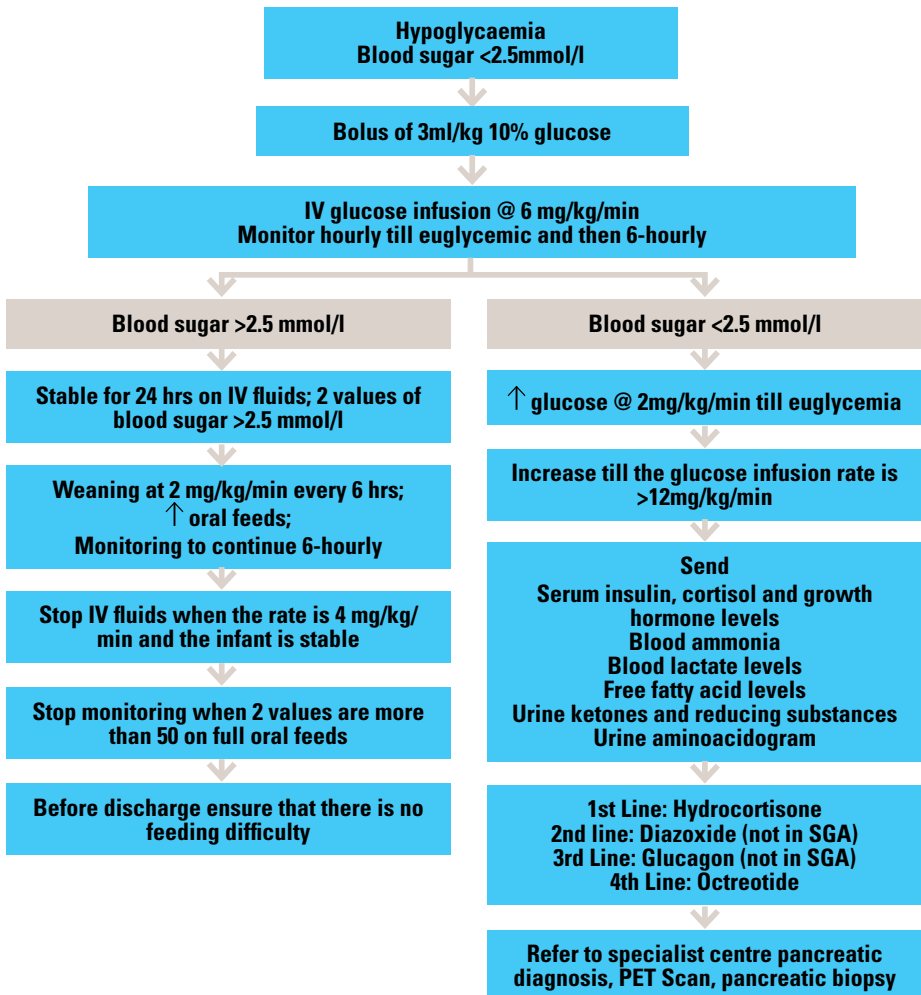 Hypoglycaemia
Blood sugar <2.5mmol/l
Bolus of 3ml/kg 10% glucose
IV glucose infusion @ 6 mg/kg/min
Monitor hourly till euglycemic and then 6-hourly
Blood sugar >2.5 mmol/l
Stable for 24 hrs on IV fluids; 2 values of
blood sugar >2.5 mmol/l
Weaning at 2 mg/kg/min every 6 hrs;
↑ oral feeds;
Monitoring to continue 6-hourly
Stop IV fluids when the rate is 4 mg/kg/
min and the infant is stable
Stop monitoring when 2 values are more
than 50 on full oral feeds
Before discharge ensure that there is no
feeding difficulty
Blood sugar <2.5 mmol/l
↑ glucose @ 2mg/kg/min till euglycemia
Increase till the glucose infusion rate is
>12mg/kg/min
Send
Serum insulin, cortisol and growth
hormone levels
Blood ammonia
Blood lactate levels
Free fatty acid levels
Urine ketones and reducing substances
Urine aminoacidogram
1st Line: Hydrocortisone
2nd line: Diazoxide (not in SGA)
3rd Line: Glucagon (not in SGA)
4th Line: Octreotide
Refer to specialist centre pancreatic
diagnosis, PET Scan, pancreatic biopsy